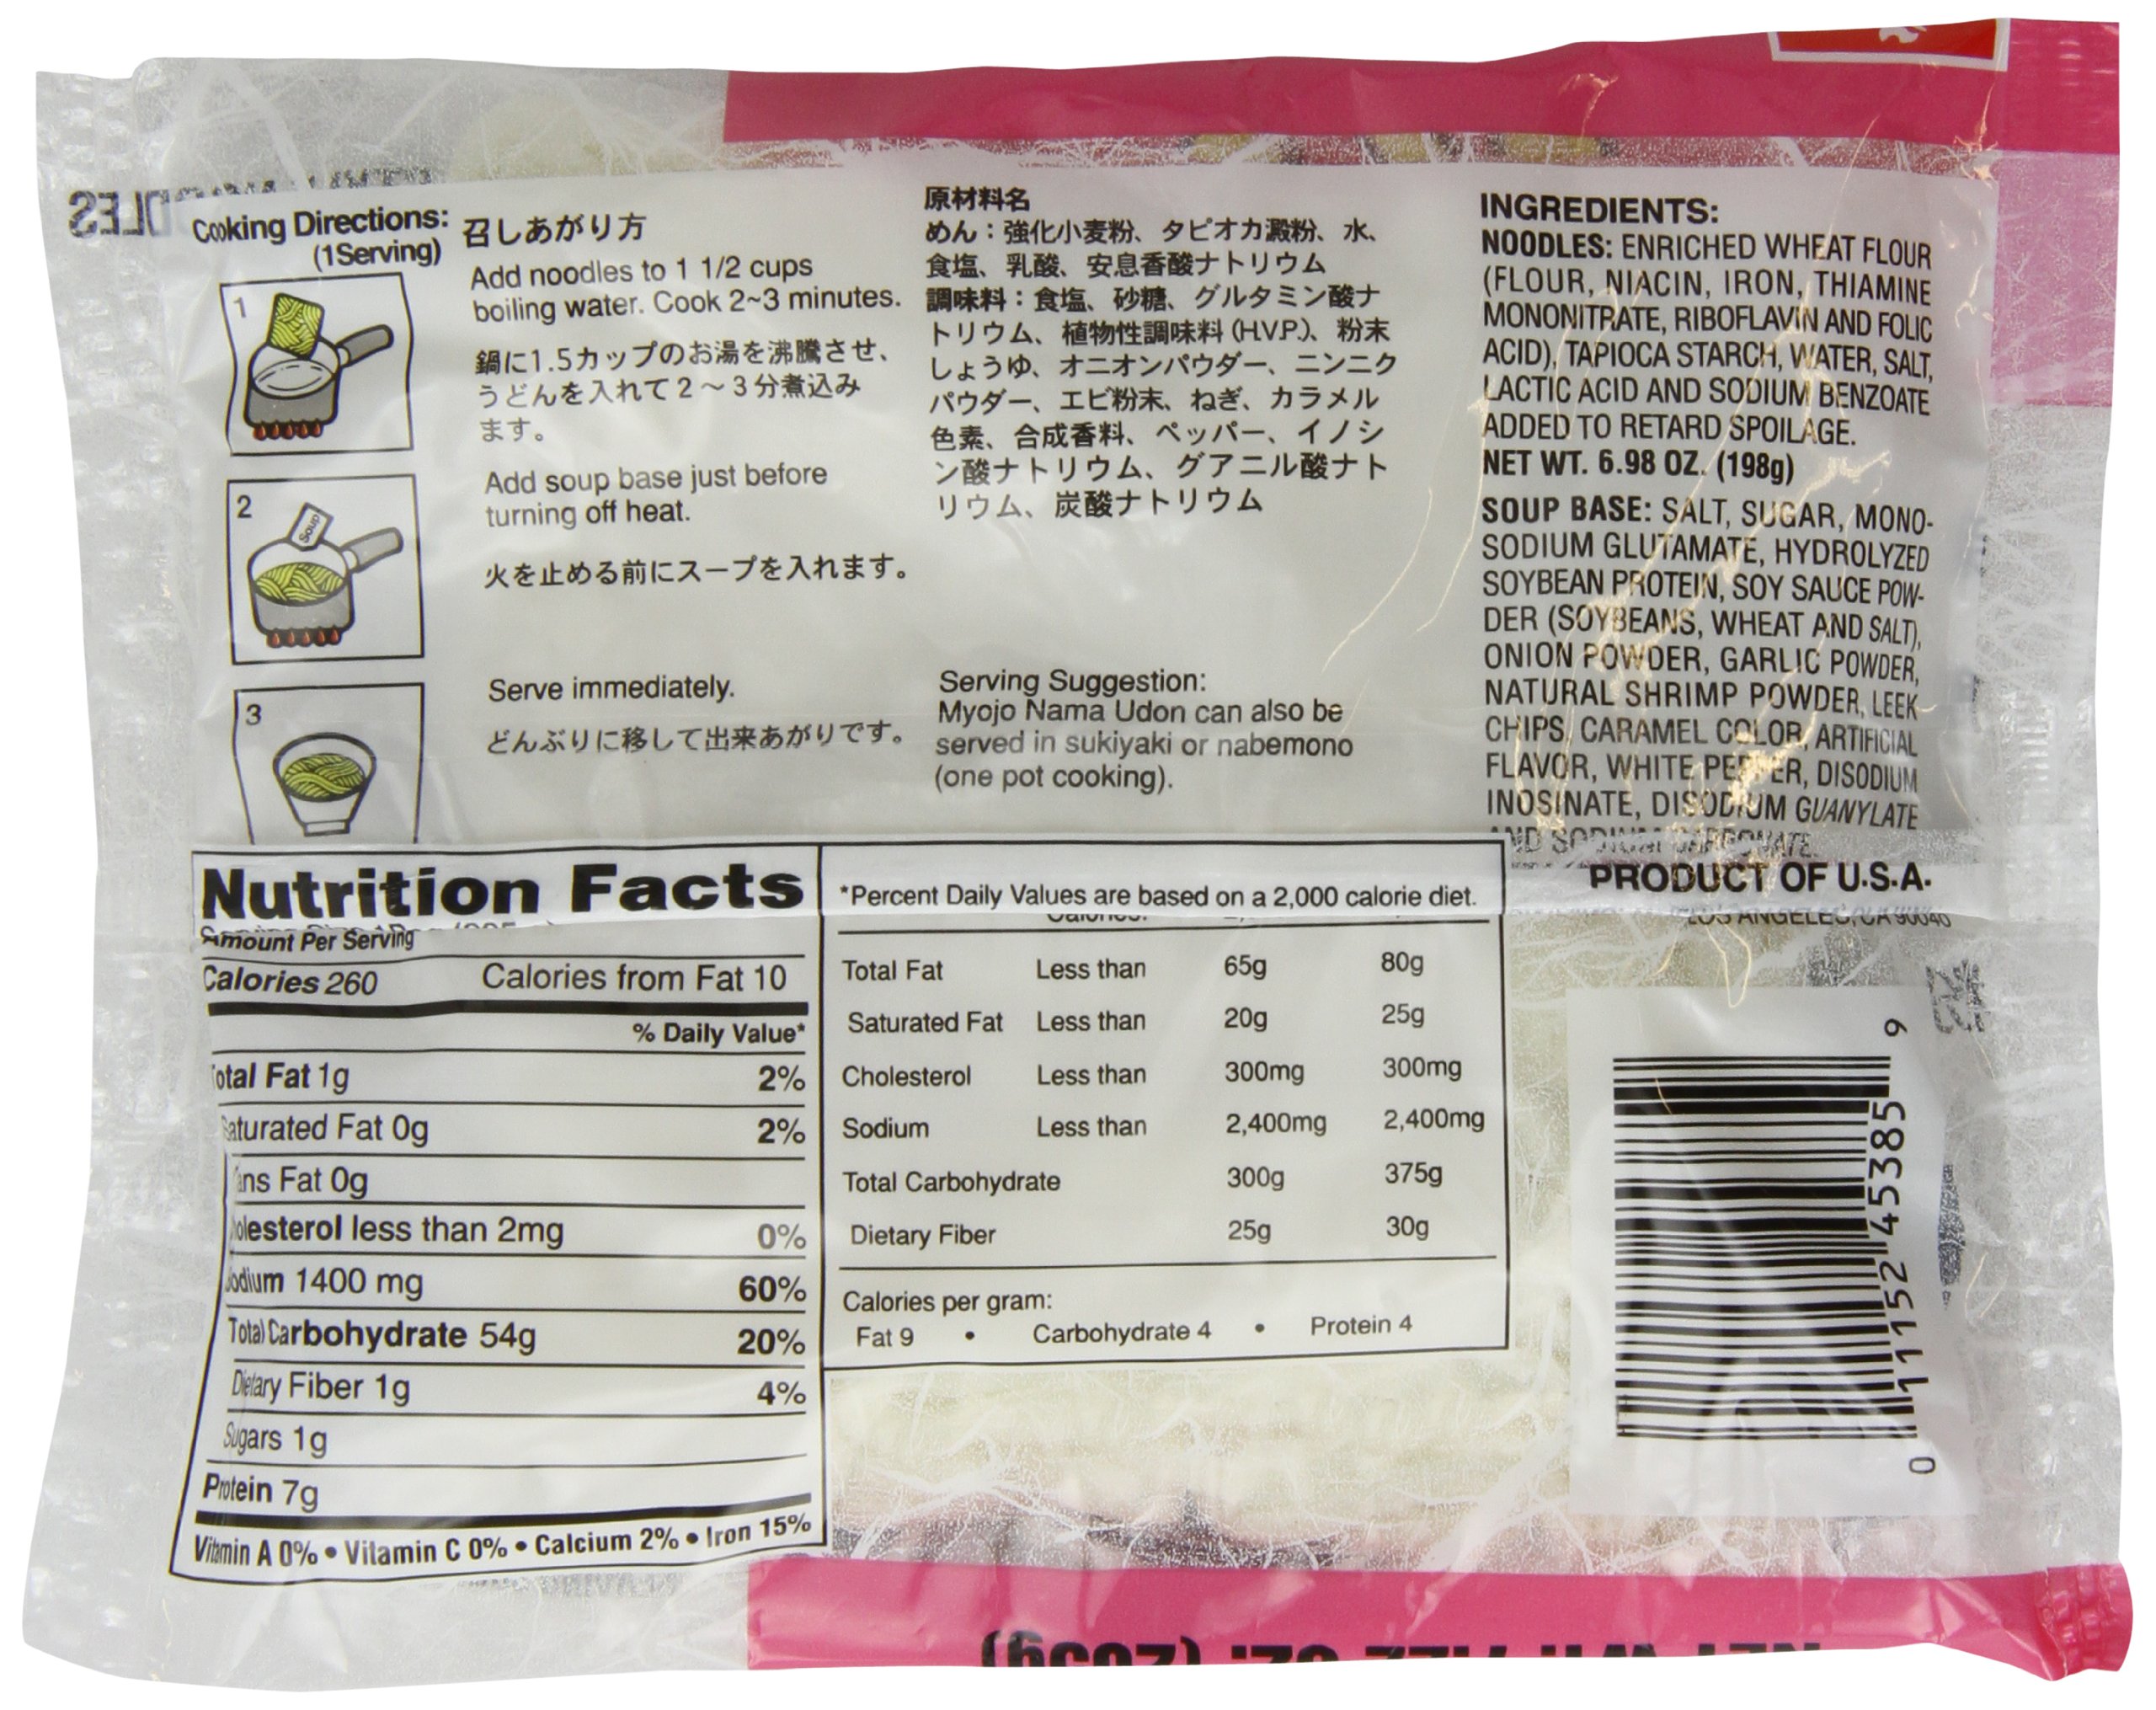 Cooking Directions:
(1Serving)
召しあがり方
1
Add noodles to 1 1/2 cups
boiling water. Cook 2~3 minutes.
鍋に1.5カップのお湯を沸騰させ、
うどんを入れて2～3分煮込み
ます。
2
Soup
Add soup base just before
turning off heat.
火を止める前にスープを入れます。
3
Serve immediately.
どんぶりに移して出来あがりです。
原材料名
めん：強化小麦粉、タピオカ澱粉、水、
食塩、乳酸、安息香酸ナトリウム
調味料：食塩、砂糖、グルタミン酸ナ
トリウム、植物性調味料(H.V.P.)、粉末
しょうゆ、オニオンパウダー、ニンニク
パウダー、エビ粉末、ねぎ、カラメル
色素、合成香料、ペッパー、イノシ
ン酸ナトリウム、グアニル酸ナト
リウム、炭酸ナトリウム
Serving Suggestion:
Myojo Nama Udon can also be
served in sukiyaki or nabemono
(one pot cooking).
INGREDIENTS:
NOODLES: ENRICHED WHEAT FLOUR
(FLOUR, NIACIN, IRON, THIAMINE
MONONITRATE, RIBOFLAVIN AND FOLIC
ACID), TAPIOCA STARCH, WATER, SALT,
LACTIC ACID AND SODIUM BENZOATE
ADDED TO RETARD SPOILAGE.
NET WT. 6.98 OZ. (198g)
SOUP BASE: SALT, SUGAR, MONO-
SODIUM GLUTAMATE, HYDROLYZED
SOYBEAN PROTEIN, SOY SAUCE POW-
DER (SOYBEANS, WHEAT AND SALT),
ONION POWDER, GARLIC POWDER,
NATURAL SHRIMP POWDER, LEEK
CHIPS, CARAMEL COLOR, ARTIFICIAL
FLAVOR, WHITE PEPPER, DISODIUM
INOSINATE, DISODIUM GUANYLATE
AND SODIUM CARBONATE.
PRODUCT OF U.S.A.
LOS ANGELES, CA 90040
Nutrition Facts
Amount Per Serving
Calories 260 Calories from Fat 10
% Daily Value*
Total Fat 1g 2%
Saturated Fat 0g 2%
Trans Fat 0g
Cholesterol less than 2mg 0%
Sodium 1400 mg 60%
Total Carbohydrate 54g 20%
Dietary Fiber 1g 4%
Sugars 1g
Protein 7g
Vitamin A 0% • Vitamin C 0% • Calcium 2% • Iron 15%
*Percent Daily Values are based on a 2,000 calorie diet.
Total Fat Less than 65g 80g
Saturated Fat Less than 20g 25g
Cholesterol Less than 300mg 300mg
Sodium Less than 2,400mg 2,400mg
Total Carbohydrate 300g 375g
Dietary Fiber 25g 30g
Calories per gram:
Fat 9 • Carbohydrate 4 • Protein 4
0 11152 45385 9